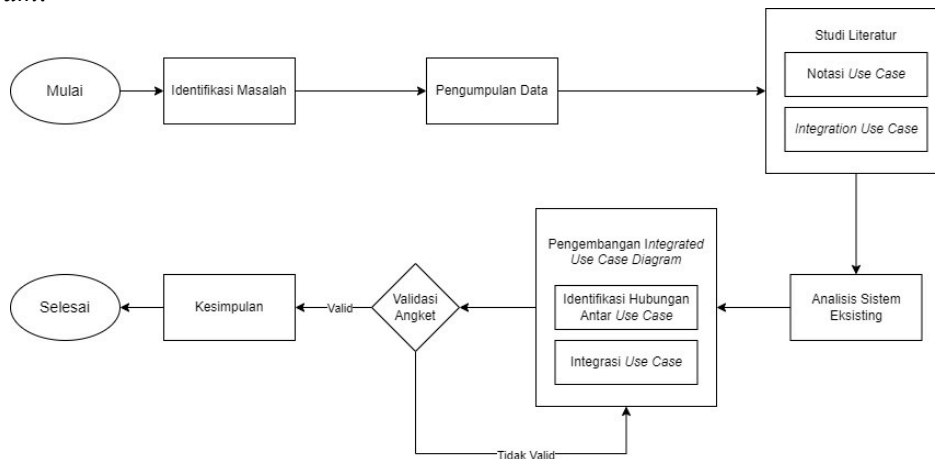 Mulai
Identifikasi Masalah
Pengumpulan Data
Studi Literatur
Notasi Use Case
Integration Use Case
Analisis Sistem
Eksisting
Pengembangan Integrated
Use Case Diagram
Identifikasi Hubungan
Antar Use Case
Integrasi Use Case
Validasi
Angket
Valid
Tidak Valid
Kesimpulan
Selesai